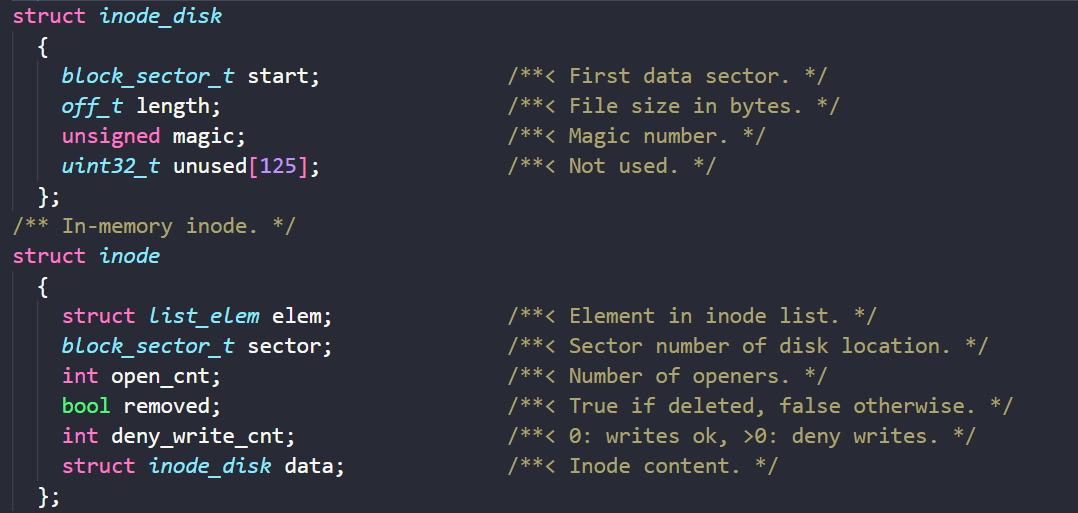 struct inode_disk
{
block_sector_t start; /**< First data sector. */
off_t length; /**< File size in bytes. */
unsigned magic; /**< Magic number. */
uint32_t unused[125]; /**< Not used. */
};
/** In-memory inode. */
struct inode
{
struct list_elem elem; /**< Element in inode list. */
block_sector_t sector; /**< Sector number of disk location. */
int open_cnt; /**< Number of openers. */
bool removed; /**< True if deleted, false otherwise. */
int deny_write_cnt; /**< 0: writes ok, >0: deny writes. */
struct inode_disk data; /**< Inode content. */
};